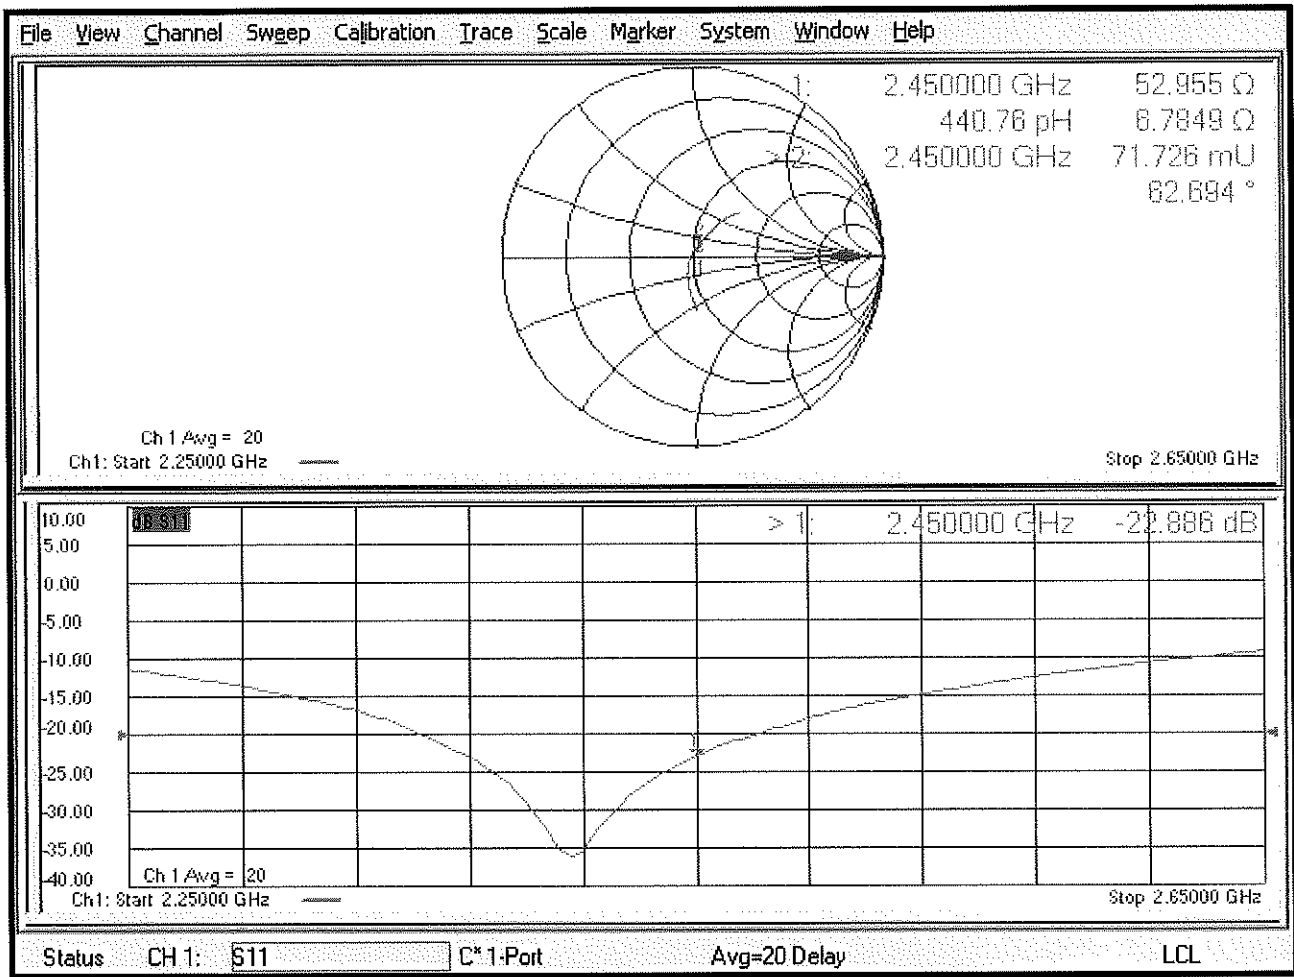 File View Channel Sweep Calibration Trace Scale Marker System Window Help
1: 2.450000 GHz 52.955 Ω
440.76 pH 6.7849 Ω
> 2: 2.450000 GHz 71.726 mU
62.694 °
Ch 1 Avg = 20
Ch1: Start 2.25000 GHz Stop 2.65000 GHz
10.00 dB S11 > 1: 2.450000 GHz -22.886 dB
5.00
0.00
-5.00
-10.00
-15.00
-20.00
-25.00
-30.00
-35.00
-40.00 Ch 1 Avg = 20
Ch1: Start 2.25000 GHz Stop 2.65000 GHz
Status CH 1: S11 C* 1-Port Avg=20 Delay LCL